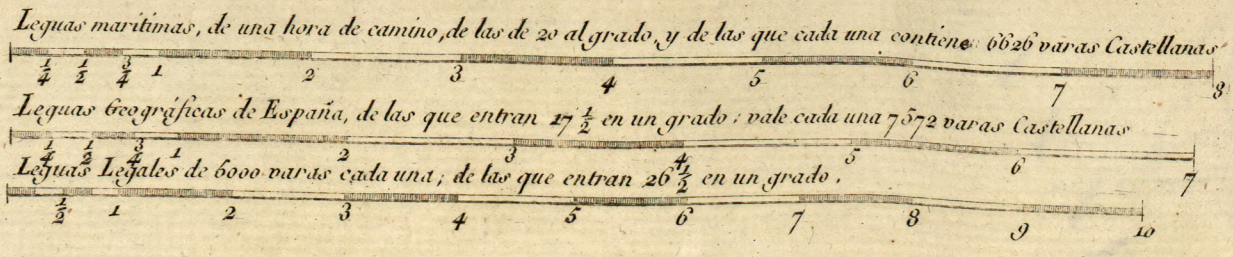 Leguas marítimas, de una hora de camino, de las de 20 al grado, y de las que cada una contiene 6626 varas Castellanas
1/4 1/2 3/4 1 2 3 4 5 6 7 8
Leguas Geográficas de España, de las que entran 17 1/2 en un grado: vale cada una 7572 varas Castellanas
1/4 1/2 3/4 1 2 3 4 5 6 7
Leguas Legales de 6000 varas cada una; de las que entran 26 1/2 en un grado.
1/2 1 2 3 4 5 6 7 8 9 10